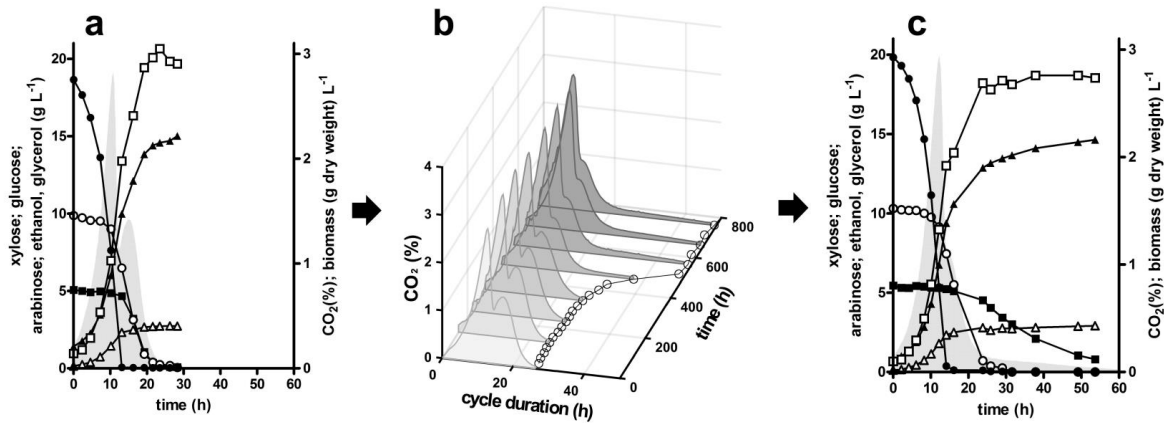 a
xylose; glucose;
arabinose; ethanol, glycerol (g L⁻¹)
20
15
10
5
0
0 10 20 30 40 50 60
time (h)
3
2
1
0
CO₂(%); biomass (g dry weight) L⁻¹
b
CO₂ (%)
4
3
2
1
0
0
20
40
cycle duration (h)
0
200
400
600
800
time (h)
c
xylose; glucose;
arabinose; ethanol, glycerol (g L⁻¹)
20
15
10
5
0
0 10 20 30 40 50 60
time (h)
3
2
1
0
CO₂(%); biomass (g dry weight) L⁻¹